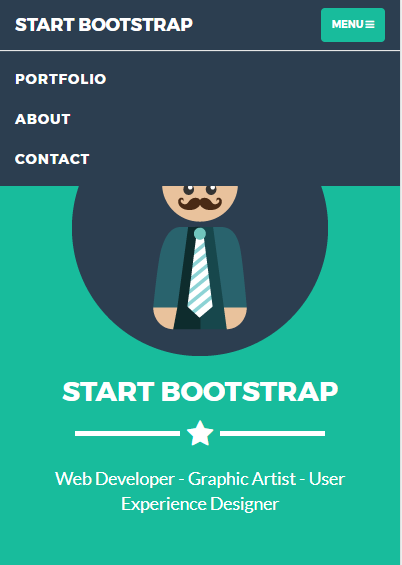 START BOOTSTRAP
MENU
PORTFOLIO
ABOUT
CONTACT
START BOOTSTRAP
Web Developer - Graphic Artist - User
Experience Designer